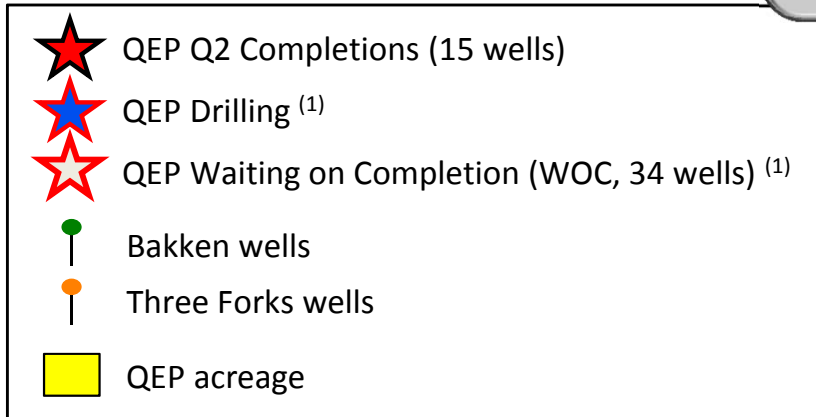 QEP Q2 Completions (15 wells)
QEP Drilling (1)
QEP Waiting on Completion (WOC, 34 wells) (1)
Bakken wells
Three Forks wells
QEP acreage